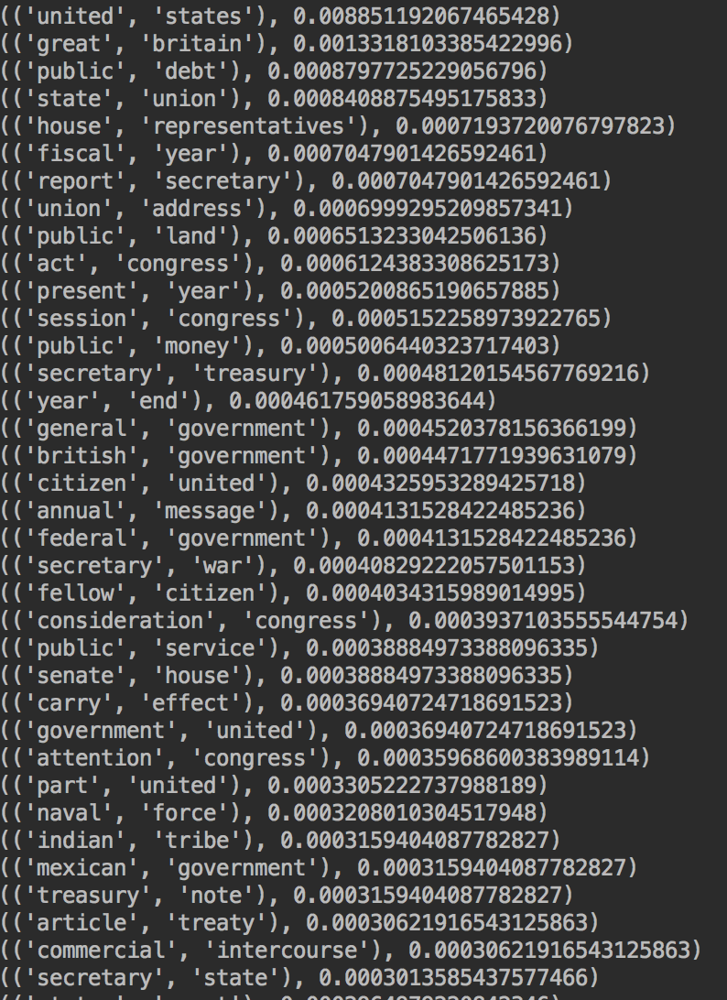 (('united', 'states'), 0.008851192067465428)
(('great', 'britain'), 0.0013318103385422996)
(('public', 'debt'), 0.0008797725229056796)
(('state', 'union'), 0.0008408875495175833)
(('house', 'representatives'), 0.0007193720076797823)
(('fiscal', 'year'), 0.0007047901426592461)
(('report', 'secretary'), 0.0007047901426592461)
(('union', 'address'), 0.0006999295209857341)
(('public', 'land'), 0.0006513233042506136)
(('act', 'congress'), 0.0006124383308625173)
(('present', 'year'), 0.0005200865190657885)
(('session', 'congress'), 0.0005152258973922765)
(('public', 'money'), 0.0005006440323717403)
(('secretary', 'treasury'), 0.00048120154567769216)
(('year', 'end'), 0.000461759058983644)
(('general', 'government'), 0.0004520378156366199)
(('british', 'government'), 0.0004471771939631079)
(('citizen', 'united'), 0.0004325953289425718)
(('annual', 'message'), 0.0004131528422485236)
(('federal', 'government'), 0.0004131528422485236)
(('secretary', 'war'), 0.00040829222057501153)
(('fellow', 'citizen'), 0.0004034315989014995)
(('consideration', 'congress'), 0.0003937103555544754)
(('public', 'service'), 0.00038884973388096335)
(('senate', 'house'), 0.00038884973388096335)
(('carry', 'effect'), 0.00036940724718691523)
(('government', 'united'), 0.00036940724718691523)
(('attention', 'congress'), 0.00035968600383989114)
(('part', 'united'), 0.0003305222737988189)
(('naval', 'force'), 0.0003208010304517948)
(('indian', 'tribe'), 0.0003159404087782827)
(('mexican', 'government'), 0.0003159404087782827)
(('treasury', 'note'), 0.0003159404087782827)
(('article', 'treaty'), 0.00030621916543125863)
(('commercial', 'intercourse'), 0.00030621916543125863)
(('secretary', 'state'), 0.0003013585437577466)